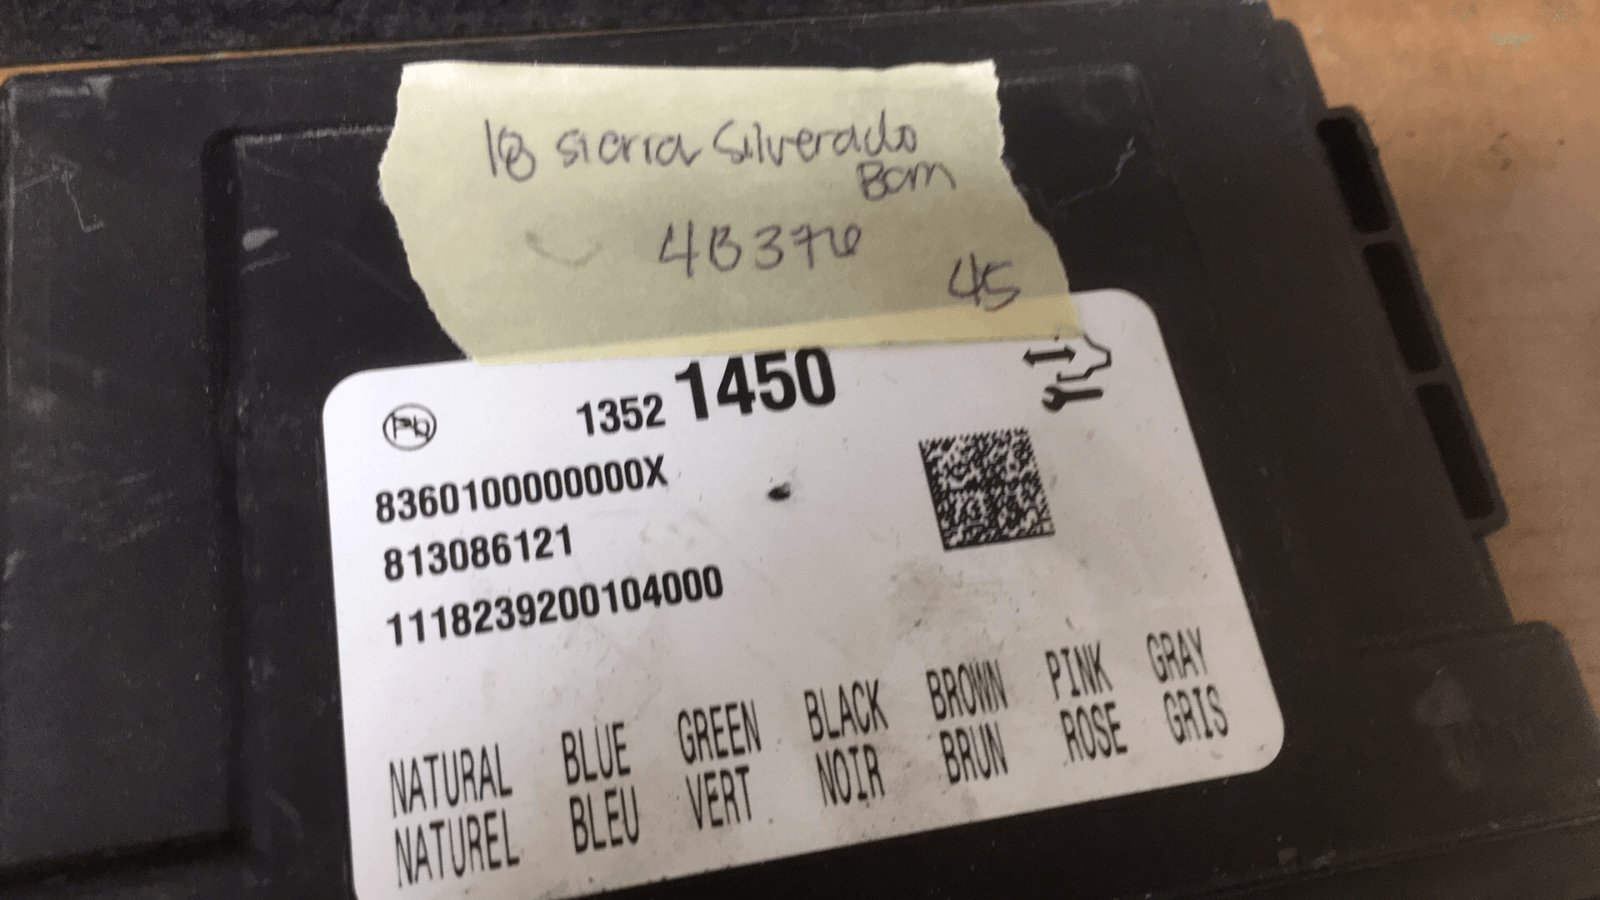 18 sierra Silverado
BCM
4B376
45
Pb
1352 1450
8360100000000X
813086121
1118239200104000
NATURAL BLUE GREEN BLACK BROWN PINK GRAY
NATUREL BLEU VERT NOIR BRUN ROSE GRIS